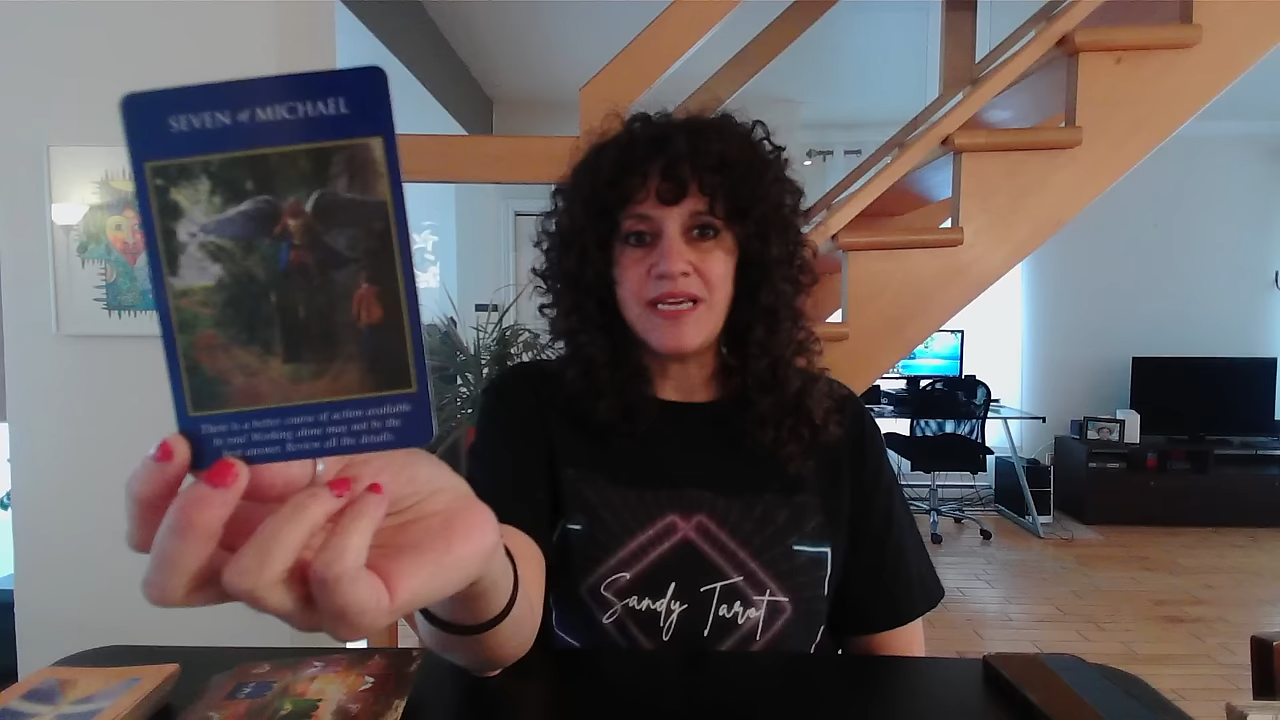 SEVEN of MICHAEL
There is a better course of action available
to you! Working alone may not be the
best answer. Review all the details.
Sandy Tarot